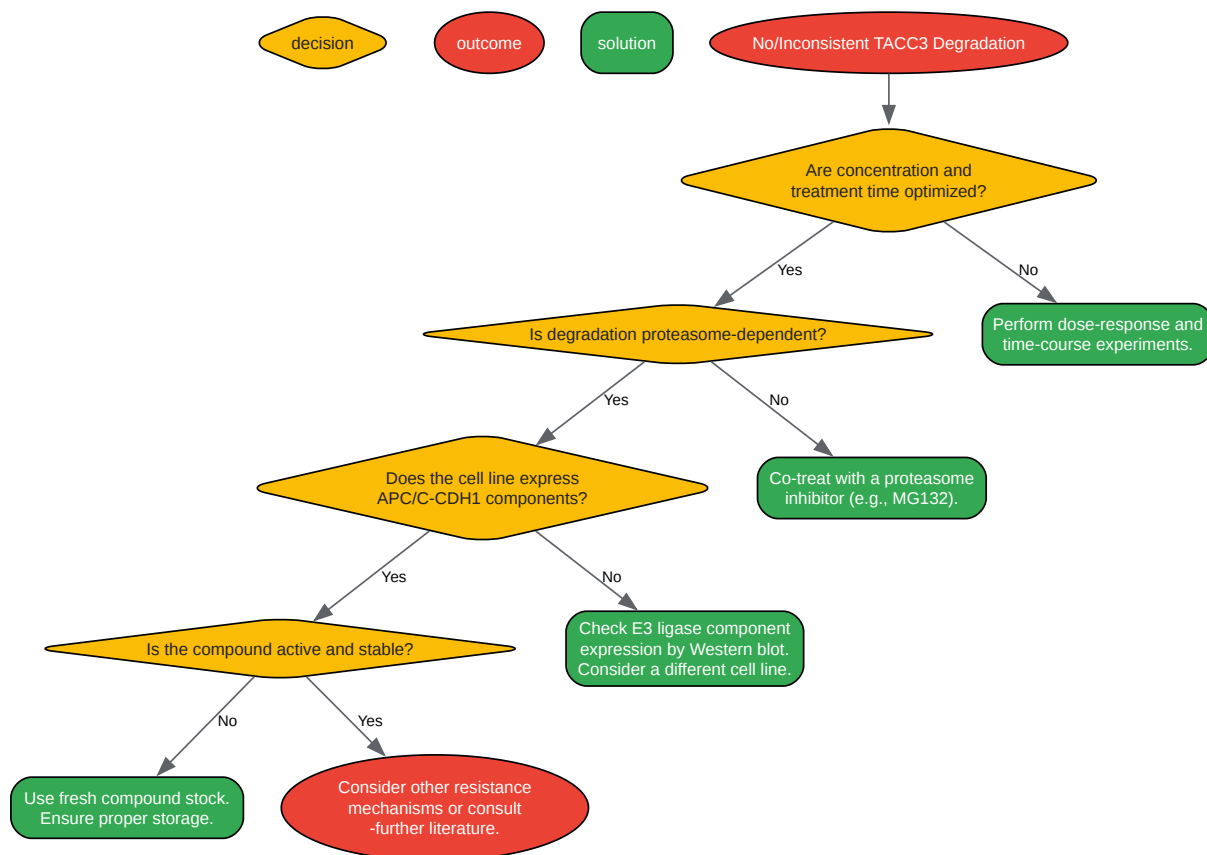 decision
outcome
solution
No/Inconsistent TACC3 Degradation
Are concentration and
treatment time optimized?
Yes
No
Is degradation proteasome-dependent?
Perform dose-response and
time-course experiments.
Yes
No
Does the cell line express
APC/C-CDH1 components?
Co-treat with a proteasome
inhibitor (e.g., MG132).
Yes
No
Is the compound active and stable?
Check E3 ligase component
expression by Western blot.
Consider a different cell line.
No
Yes
Use fresh compound stock.
Ensure proper storage.
Consider other resistance
mechanisms or consult
-further literature.